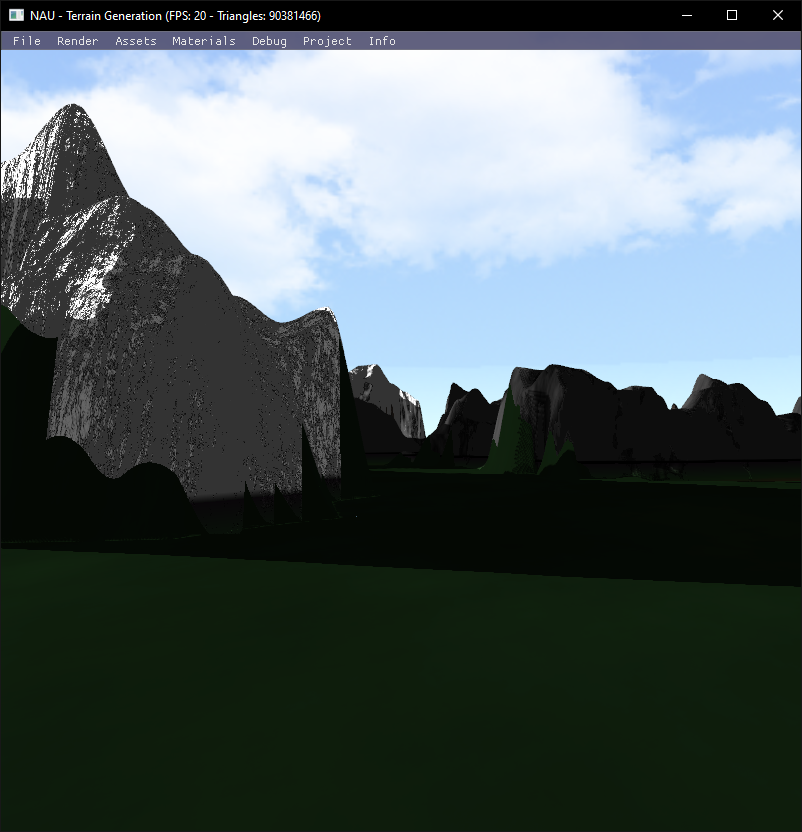 NAU - Terrain Generation (FPS: 20 - Triangles: 90381466)
File Render Assets Materials Debug Project Info